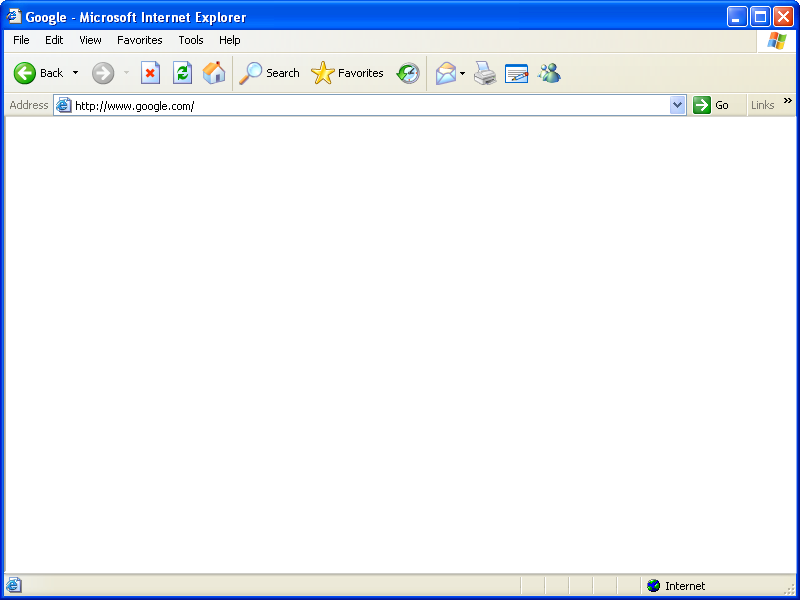 Google - Microsoft Internet Explorer
File Edit View Favorites Tools Help
Back Search Favorites
Address http://www.google.com/ Go Links »
Internet